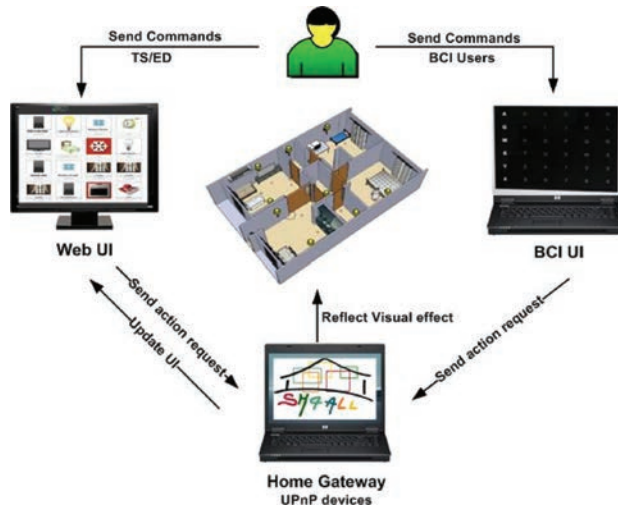 Send Commands
TS/ED
Send Commands
BCI Users
Web UI
BCI UI
Send action request
Update UI
Reflect Visual effect
Send action request
SM4ALL
Home Gateway
UPnP devices